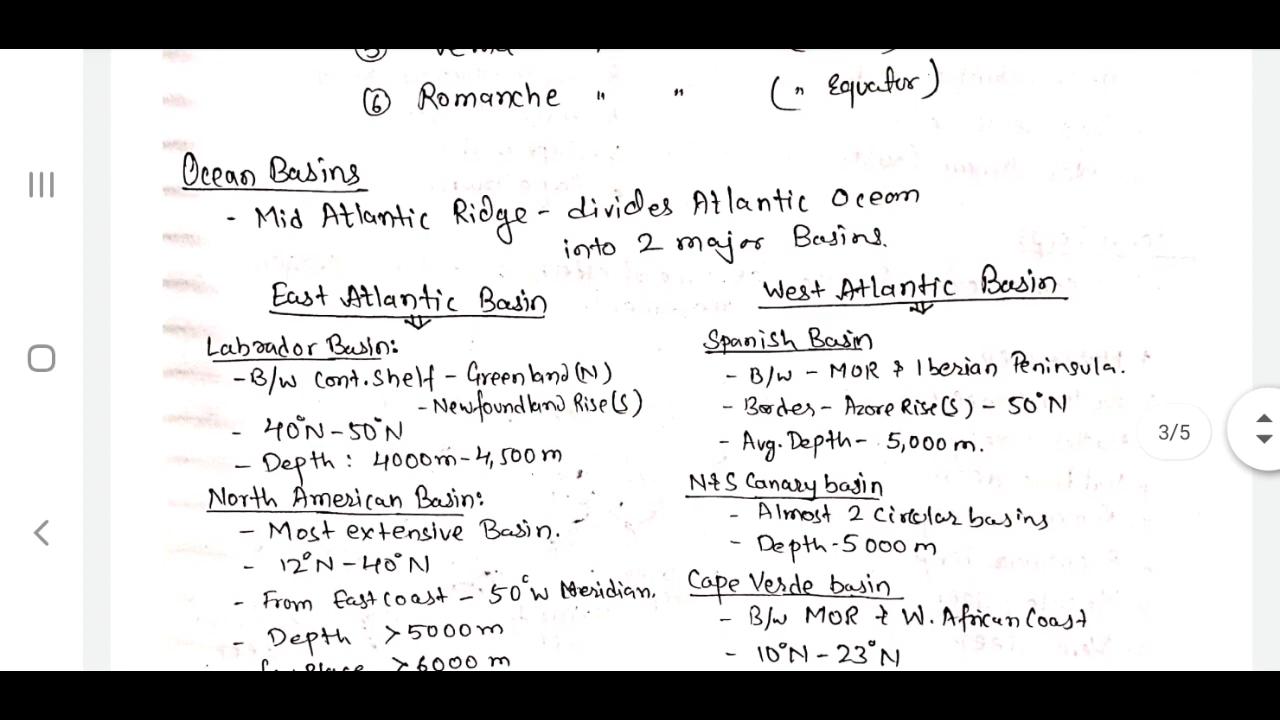 ⑥ Romanche " " (" Equator)
Ocean Basins
- Mid Atlantic Ridge - divides Atlantic Ocean
into 2 major Basins.
East Atlantic Basin
Labrador Basin:
- B/w Cont. Shelf - Greenland (N)
- Newfoundland Rise (S)
- 40°N - 50°N
- Depth : 4000m - 4,500m
North American Basin:
- Most extensive Basin.
- 12°N - 40°N
- From East coast - 50°W Meridian.
- Depth >5000m
>6000 m
West Atlantic Basin
Spanish Basin
- B/w - MOR & Iberian Peninsula.
- Bordes - Azore Rise(s) - 50°N
- Avg. Depth - 5,000 m.
N&S Canary basin
- Almost 2 Circular basins
- Depth - 5000m
Cape Verde basin
- B/w MOR & W. African Coast
- 10°N - 23°N
3/5